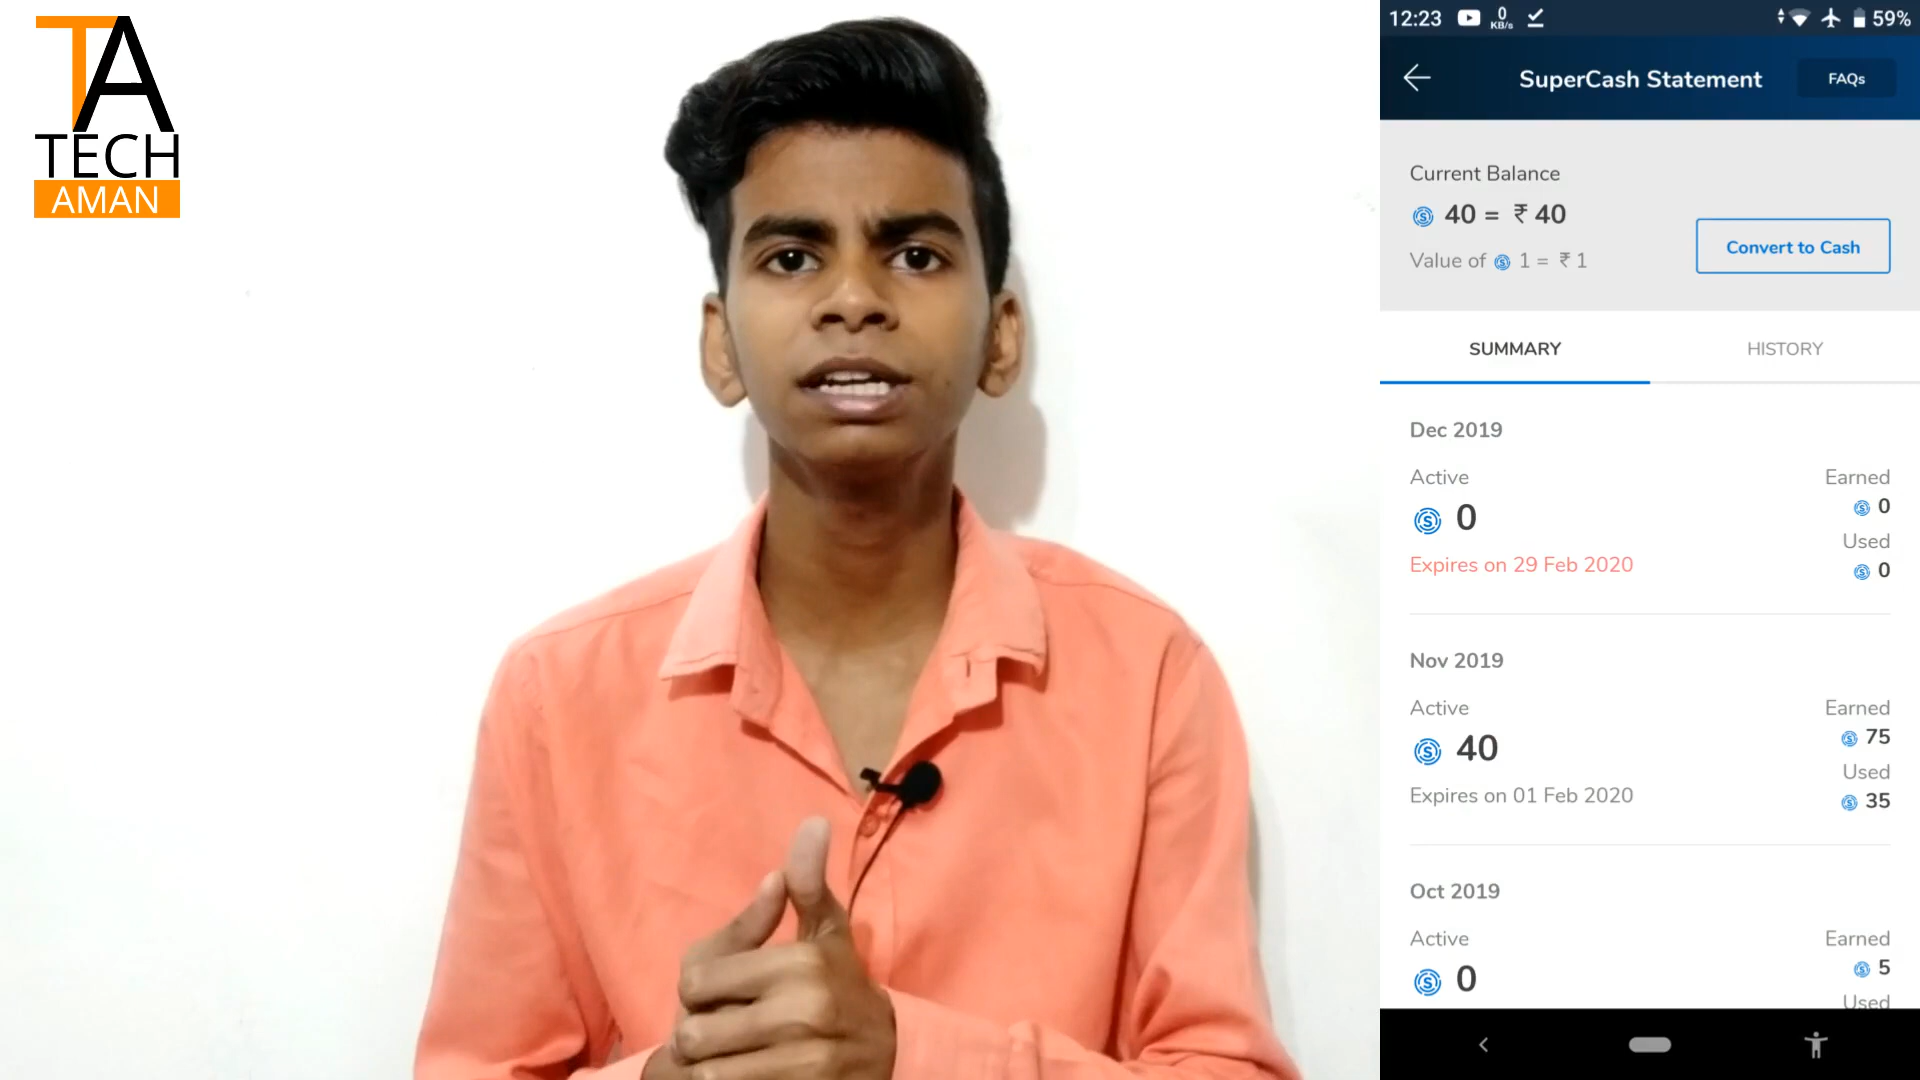 TA
TECH
AMAN
12:23 0 KB/s 59%
SuperCash Statement FAQs
Current Balance
40 = ₹ 40
Value of 1 = ₹ 1
Convert to Cash
SUMMARY HISTORY
Dec 2019
Active Earned
0 0
Used
Expires on 29 Feb 2020 0
Nov 2019
Active Earned
40 75
Used
Expires on 01 Feb 2020 35
Oct 2019
Active Earned
0 5
Used